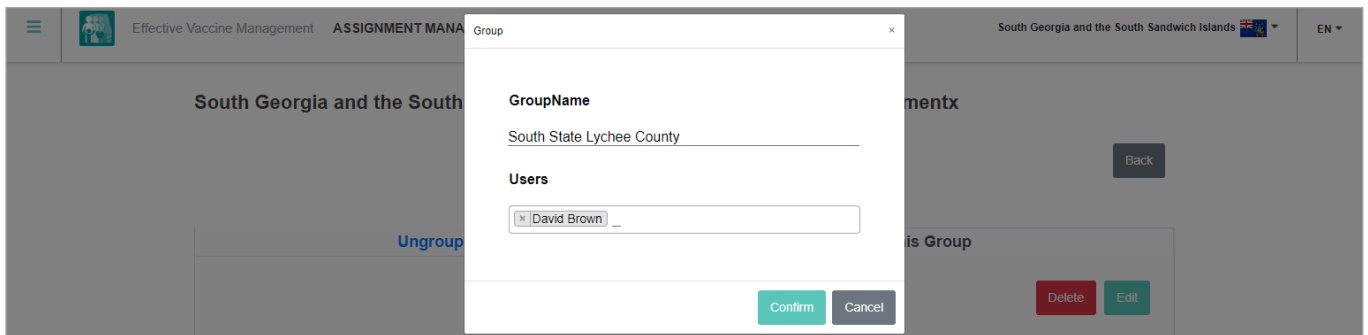 Effective Vaccine Management ASSIGNMENT MANA
Group ×
South Georgia and the South Sandwich Islands
EN
South Georgia and the South
mentx
GroupName
South State Lychee County
Back
Users
× David Brown
Ungroup
is Group
Delete Edit
Confirm Cancel